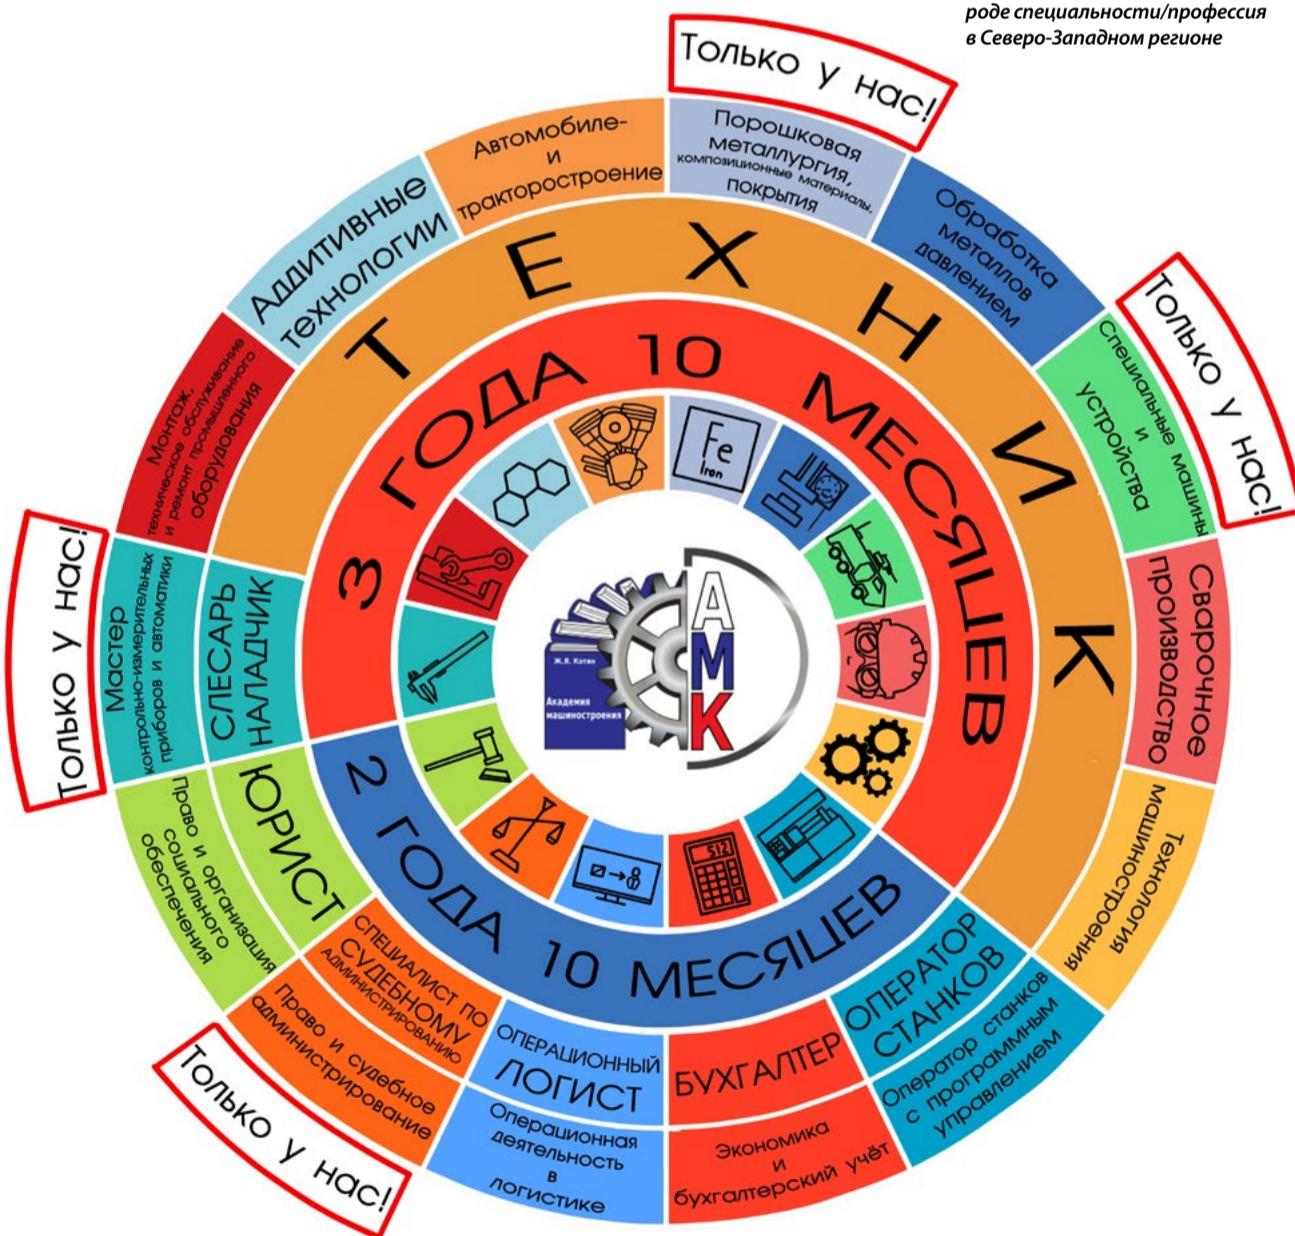 роде специальности/профессия
в Северо-Западном регионе
Только у нас!
Порошковая
металлургия,
композиционные материалы,
покрытия
Обработка
металлов
давлением
Только у нас!
Специальные машины
и
устройства
Сварочное
производство
Технология
машиностроения
Оператор станков
с программным
управлением
Экономика
и
бухгалтерский учёт
Операционная
деятельность
в
логистике
Право и судебное
администрирование
Только у нас!
Право и организация
социального
обеспечения
Мастер
контрольно-измерительных
приборов и автоматики
Только у нас!
Монтаж,
техническое обслуживание
и ремонт промышленного
оборудования
Аддитивные
технологии
Автомобиле-
и
тракторостроение
ТЕХНИК
ОПЕРАТОР
СТАНКОВ
БУХГАЛТЕР
ОПЕРАЦИОННЫЙ
ЛОГИСТ
СПЕЦИАЛИСТ ПО
СУДЕБНОМУ
АДМИНИСТРИРОВАНИЮ
ЮРИСТ
СЛЕСАРЬ
НАЛАДЧИК
3 ГОДА 10 МЕСЯЦЕВ
2 ГОДА 10 МЕСЯЦЕВ
Fe
Iron
512
Ж.Я. Котин
Академия
машиностроения
А
М
К